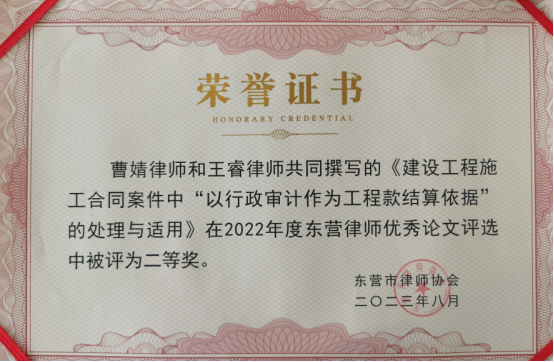 荣誉证书
HONORARY CREDENTIAL
曹婧律师和王睿律师共同撰写的《建设工程施
工合同案件中“以行政审计作为工程款结算依据”
的处理与适用》在2022年度东营律师优秀论文评选
中被评为二等奖。
东营市律师协会
二〇二三年八月